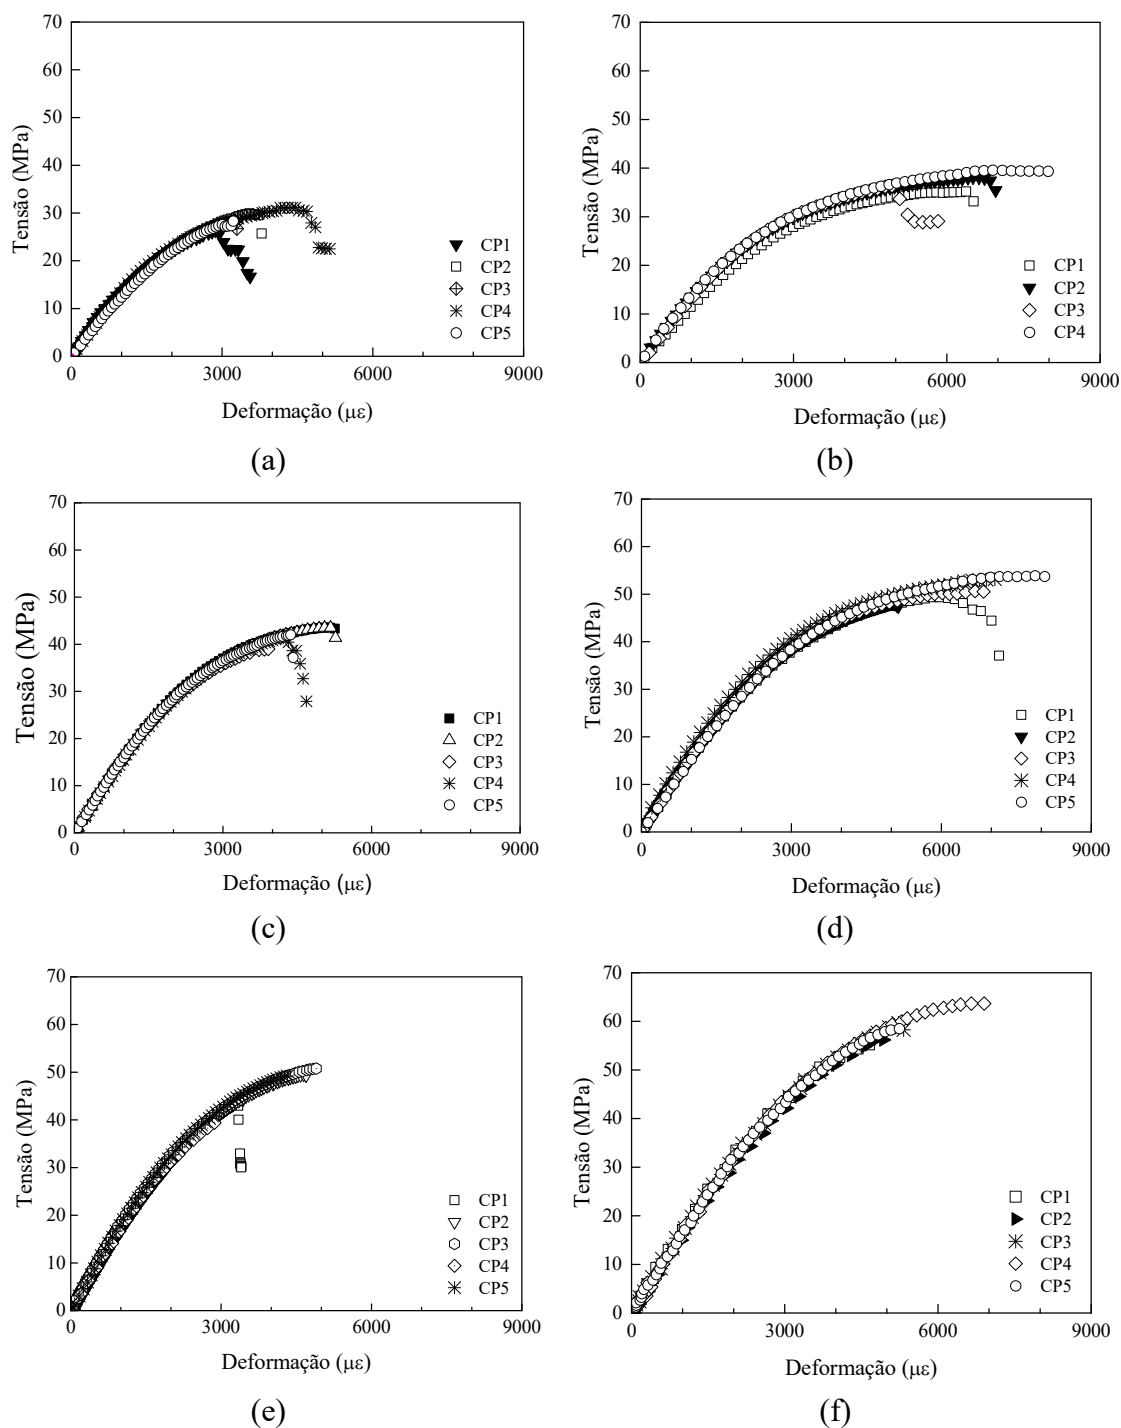 70
60
50
40
30
20
10
0
Tensão (MPa)
CP1
CP2
CP3
CP4
CP5
0
3000
6000
9000
Deformação (µε)
(a)
70
60
50
40
30
20
10
0
Tensão (MPa)
CP1
CP2
CP3
CP4
0
3000
6000
9000
Deformação (µε)
(b)
70
60
50
40
30
20
10
0
Tensão (MPa)
CP1
CP2
CP3
CP4
CP5
0
3000
6000
9000
Deformação (µε)
(c)
70
60
50
40
30
20
10
0
Tensão (MPa)
CP1
CP2
CP3
CP4
CP5
0
3000
6000
9000
Deformação (µε)
(d)
70
60
50
40
30
20
10
0
Tensão (MPa)
CP1
CP2
CP3
CP4
CP5
0
3000
6000
9000
Deformação (µε)
(e)
70
60
50
40
30
20
10
0
Tensão (MPa)
CP1
CP2
CP3
CP4
CP5
0
3000
6000
9000
Deformação (µε)
(f)